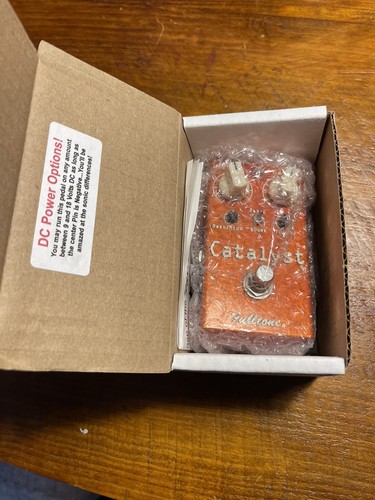 DC Power Options!
You may run this pedal on any amount
between 9 and 18 Volts DC as long as
the center Pin is Negative...You'll be
amazed at the sonic differences!
Catalyst
Fulltone